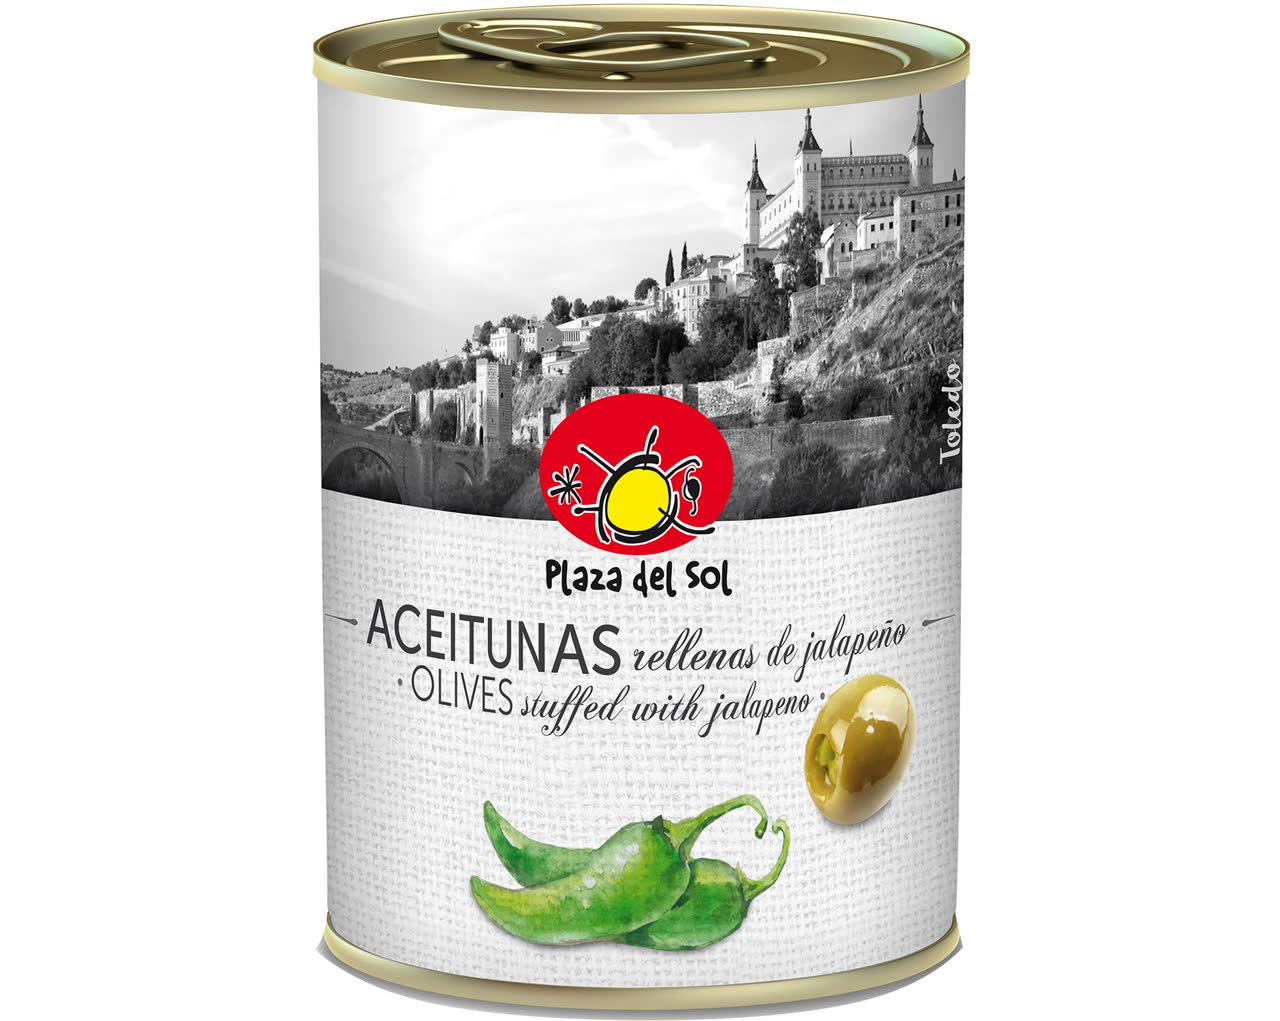 Toledo
Plaza del Sol
ACEITUNAS rellenas de jalapeño
· OLIVES stuffed with jalapeno ·